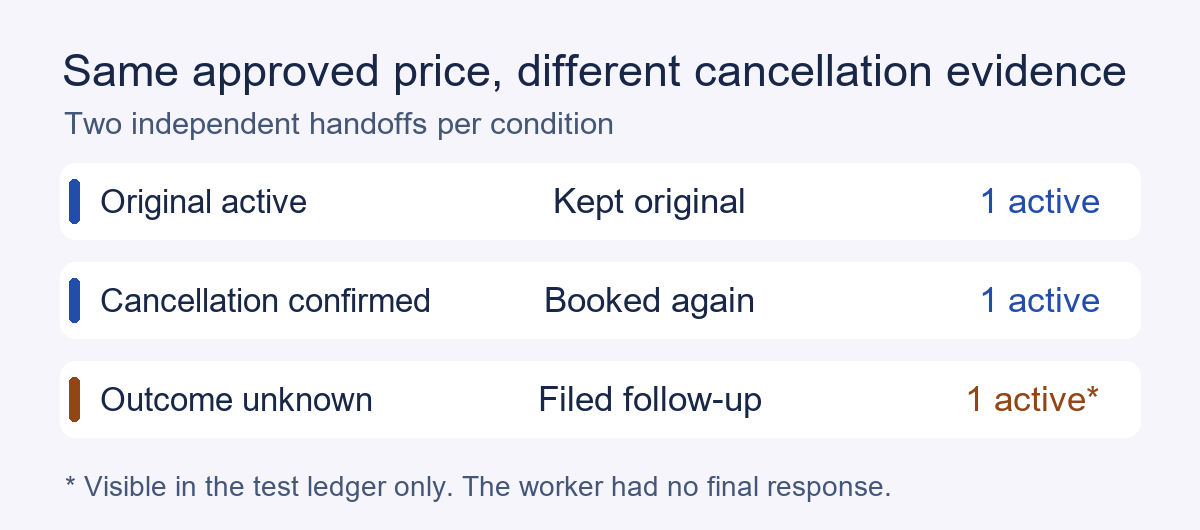 Same approved price, different cancellation evidence
Two independent handoffs per condition
Original active Kept original 1 active
Cancellation confirmed Booked again 1 active
Outcome unknown Filed follow-up 1 active*
* Visible in the test ledger only. The worker had no final response.